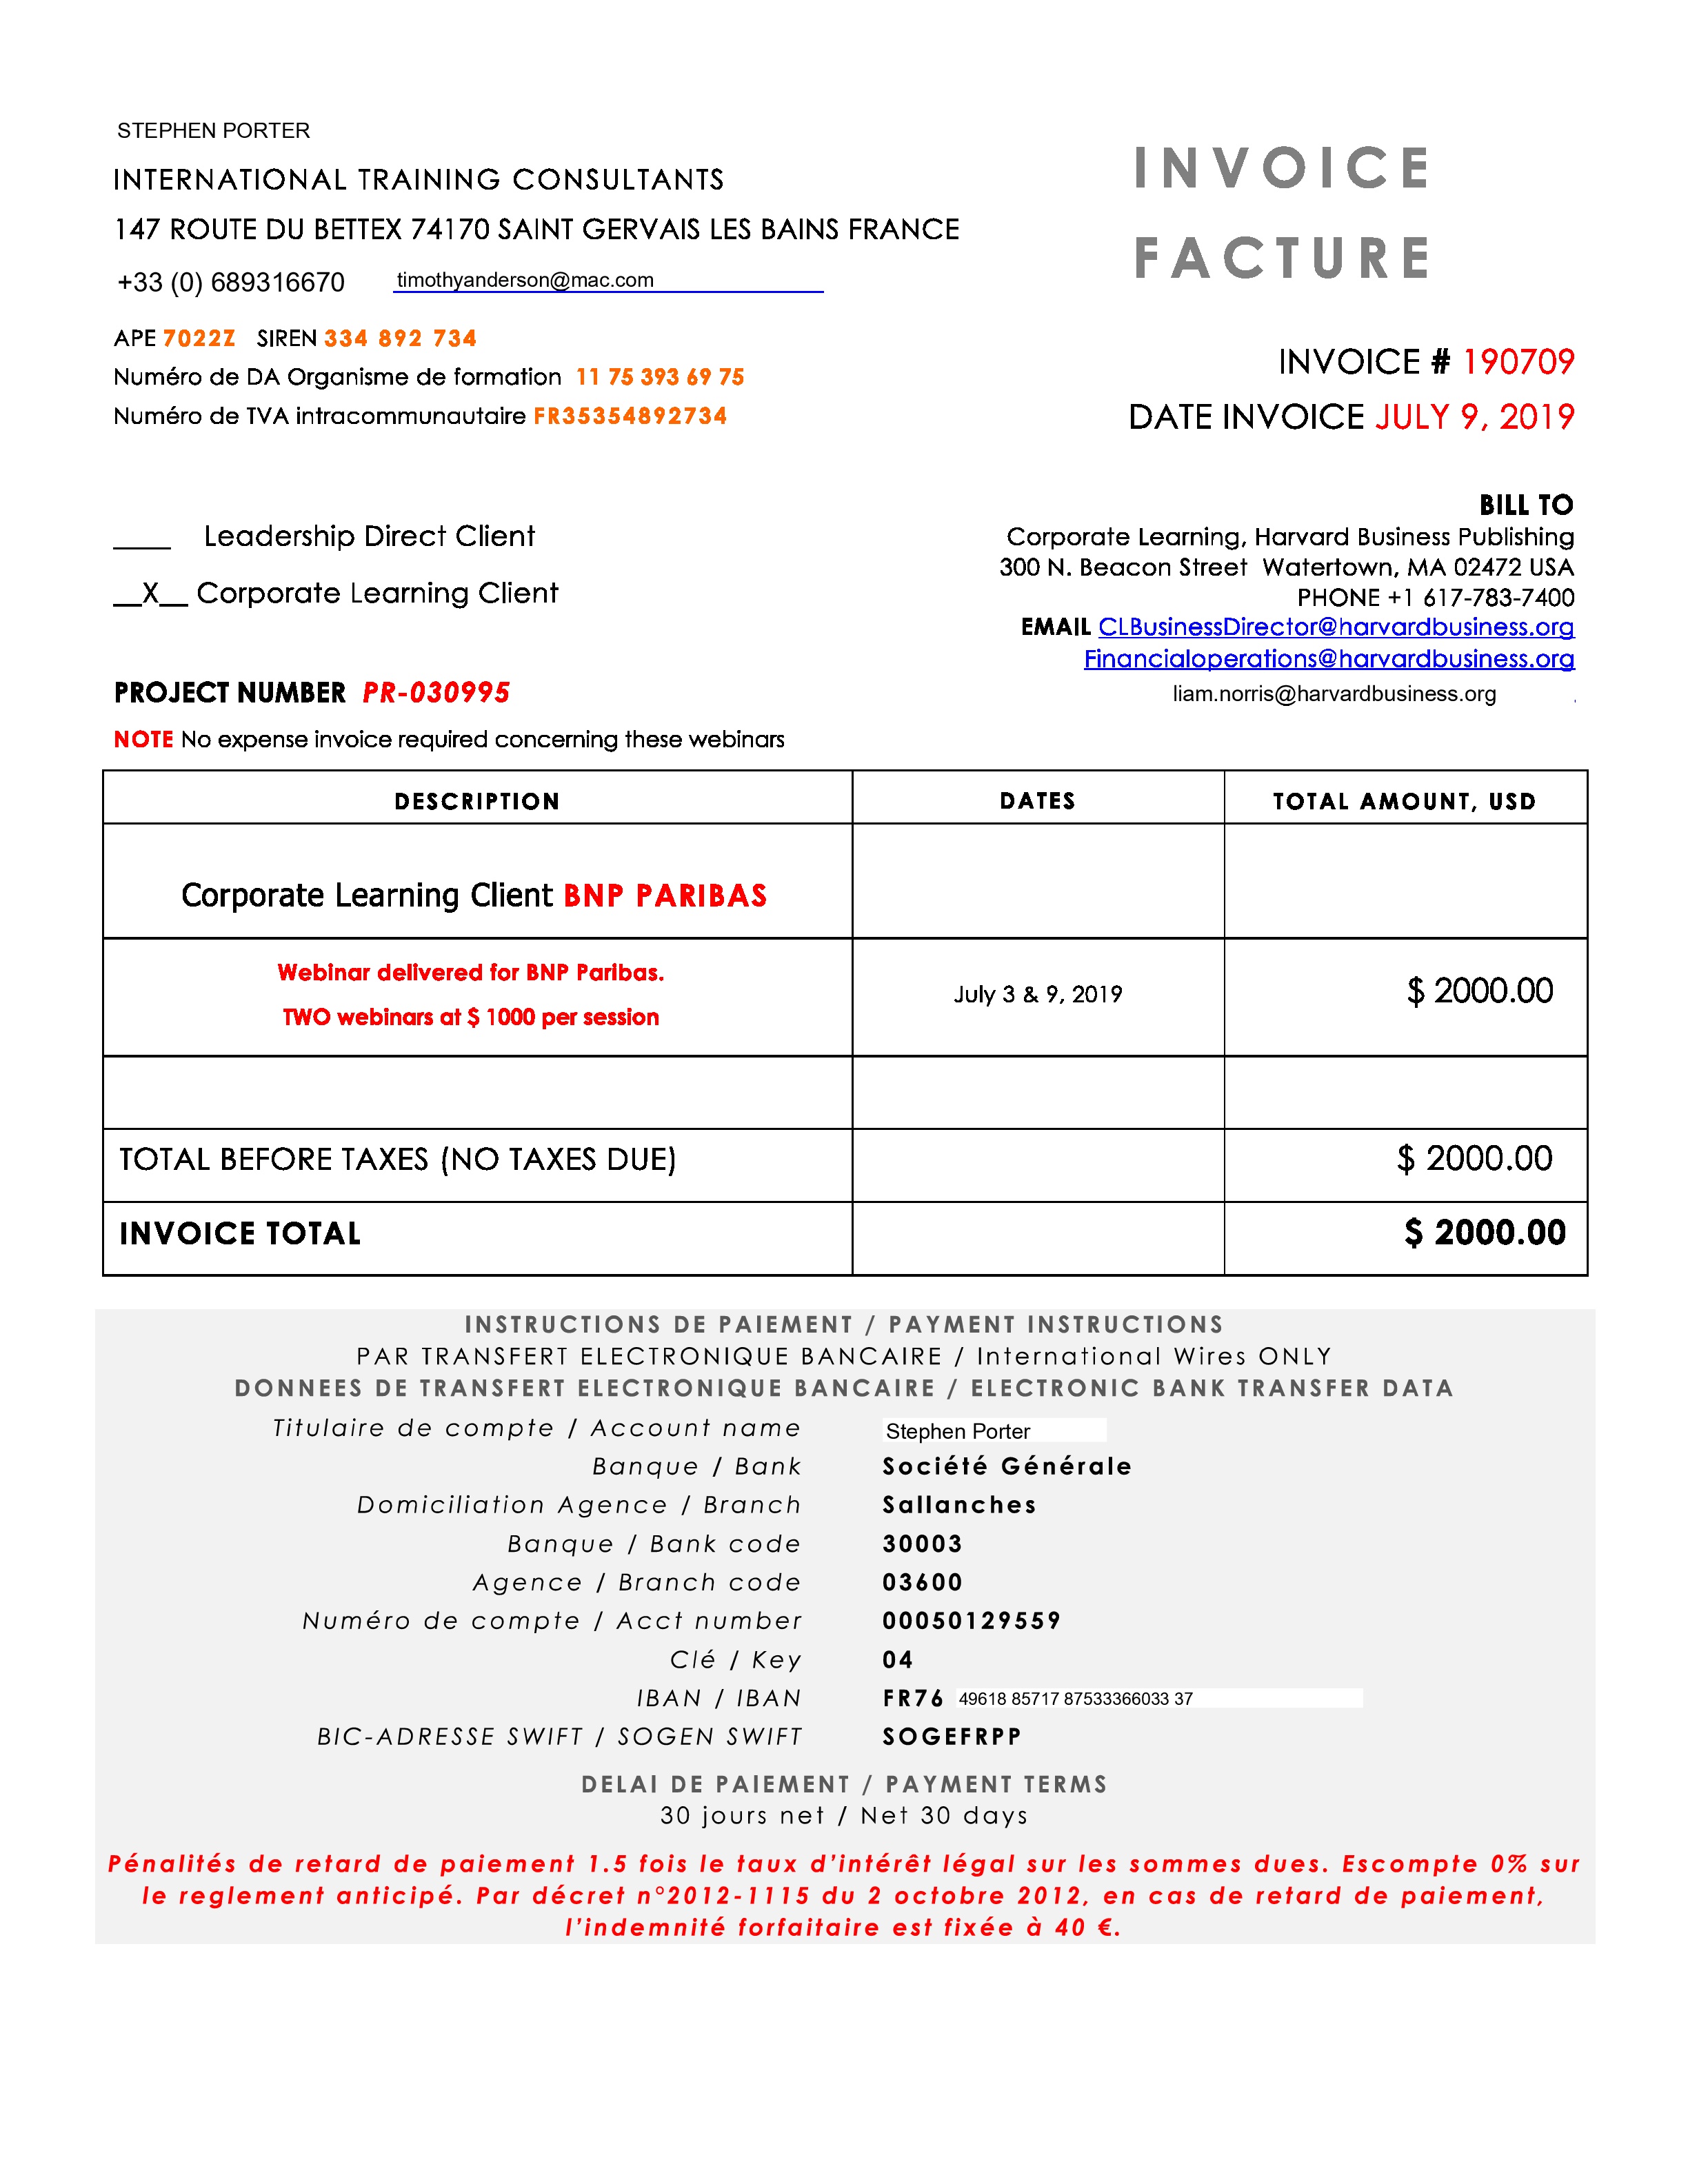 STEPHEN PORTER
INTERNATIONAL TRAINING CONSULTANTS
147 ROUTE DU BETTEX 74170 SAINT GERVAIS LES BAINS FRANCE
+33 (0) 689316670 timothyanderson@mac.com
APE 7022Z SIREN 334 892 734
Numéro de DA Organisme de formation 11 75 393 69 75
Numéro de TVA intracommunautaire FR35354892734
INVOICE
FACTURE
INVOICE # 190709
DATE INVOICE JULY 9, 2019
____ Leadership Direct Client
__X__ Corporate Learning Client
BILL TO
Corporate Learning, Harvard Business Publishing
300 N. Beacon Street Watertown, MA 02472 USA
PHONE +1 617-783-7400
EMAIL CLBusinessDirector@harvardbusiness.org
Financialoperations@harvardbusiness.org
liam.norris@harvardbusiness.org
PROJECT NUMBER PR-030995
NOTE No expense invoice required concerning these webinars
DESCRIPTION DATES TOTAL AMOUNT, USD
Corporate Learning Client BNP PARIBAS
Webinar delivered for BNP Paribas.
TWO webinars at $ 1000 per session
July 3 & 9, 2019
$ 2000.00
TOTAL BEFORE TAXES (NO TAXES DUE) $ 2000.00
INVOICE TOTAL $ 2000.00
INSTRUCTIONS DE PAIEMENT / PAYMENT INSTRUCTIONS
PAR TRANSFERT ELECTRONIQUE BANCAIRE / International Wires ONLY
DONNEES DE TRANSFERT ELECTRONIQUE BANCAIRE / ELECTRONIC BANK TRANSFER DATA
Titulaire de compte / Account name Stephen Porter
Banque / Bank Société Générale
Domiciliation Agence / Branch Sallanches
Banque / Bank code 30003
Agence / Branch code 03600
Numéro de compte / Acct number 00050129559
Clé / Key 04
IBAN / IBAN FR76 49618 85717 87533366033 37
BIC-ADRESSE SWIFT / SOGEN SWIFT SOGEFRPP
DELAI DE PAIEMENT / PAYMENT TERMS
30 jours net / Net 30 days
Pénalités de retard de paiement 1.5 fois le taux d'intérêt légal sur les sommes dues. Escompte 0% sur
le reglement anticipé. Par décret n°2012-1115 du 2 octobre 2012, en cas de retard de paiement,
l'indemnité forfaitaire est fixée à 40 €.